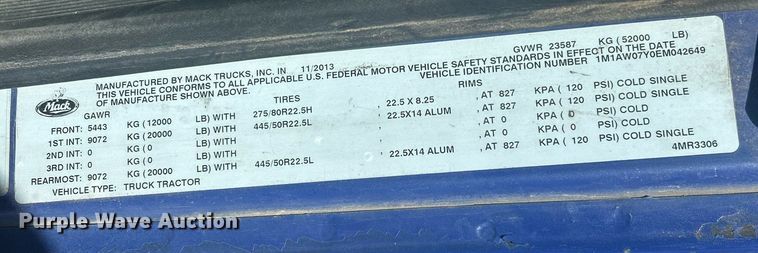 GVWR 23587 KG ( 52000 LB)
MANUFACTURED BY MACK TRUCKS, INC. IN 11/2013
THIS VEHICLE CONFORMS TO ALL APPLICABLE U.S. FEDERAL MOTOR VEHICLE SAFETY STANDARDS IN EFFECT ON THE DATE
OF MANUFACTURE SHOWN ABOVE. VEHICLE IDENTIFICATION NUMBER 1M1AW07Y0EM042649
Mack
GAWR TIRES RIMS
FRONT: 5443 KG (12000 LB) WITH 275/80R22.5H , 22.5 X 8.25 , AT 827 KPA ( 120 PSI) COLD SINGLE
1ST INT: 9072 KG (20000 LB) WITH 445/50R22.5L , 22.5X14 ALUM , AT 827 KPA ( 120 PSI) COLD SINGLE
2ND INT: 0 KG (0 LB) WITH , , AT 0 KPA ( 0 PSI) COLD
3RD INT: 0 KG (0 LB) WITH , , AT 0 KPA ( 0 PSI) COLD
REARMOST: 9072 KG (20000 LB) WITH 445/50R22.5L , 22.5X14 ALUM , AT 827 KPA ( 120 PSI) COLD SINGLE
VEHICLE TYPE: TRUCK TRACTOR 4MR3306
Purple Wave Auction